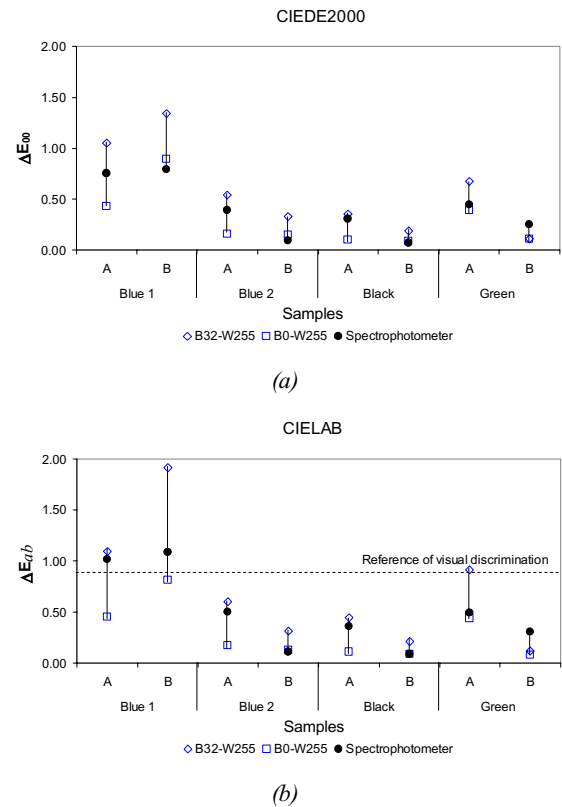 CIEDE2000
2.00
1.50
1.00
0.50
0.00
ΔE00
A B A B A B A B
Blue 1 Blue 2 Black Green
Samples
◇ B32-W255 □ B0-W255 ● Spectrophotometer
(a)
CIELAB
2.00
1.50
1.00
0.50
0.00
ΔEab
Reference of visual discrimination
A B A B A B A B
Blue 1 Blue 2 Black Green
Samples
◇ B32-W255 □ B0-W255 ● Spectrophotometer
(b)